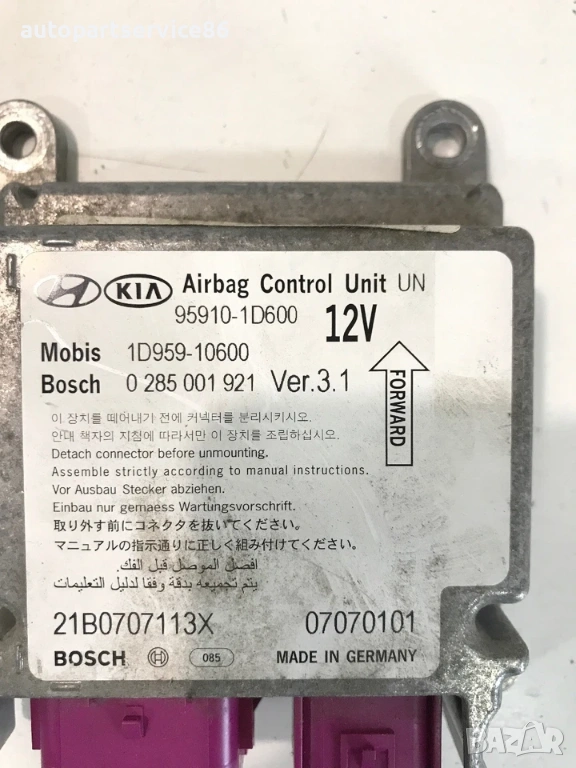 autopartservice86
HYUNDAI KIA Airbag Control Unit UN
95910-1D600 12V
Mobis 1D959-10600
Bosch 0 285 001 921 Ver.3.1
FORWARD
이 장치를 떼어내기 전에 커넥터를 분리시키시오.
안내 책자의 지침에 따라서만 이 장치를 조립하십시오.
Detach connector before unmounting.
Assemble strictly according to manual instructions.
Vor Ausbau Stecker abziehen.
Einbau nur gemaess Wartungsvorschrift.
取り外す前にコネクタを抜いてください。
マニュアルの指示通りに正しく組み付けてください。
افصل الموصل قبل الفك.
يتم تجميعه بدقة وفقا لدليل التعليمات
21B0707113X 07070101
BOSCH 085 MADE IN GERMANY
BAZAR